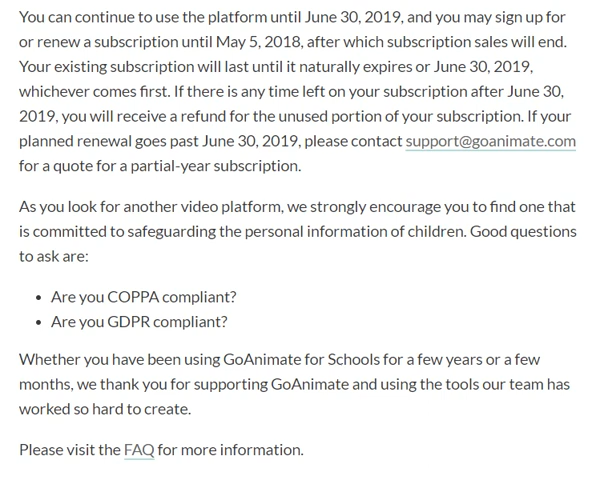 You can continue to use the platform until June 30, 2019, and you may sign up for
or renew a subscription until May 5, 2018, after which subscription sales will end.
Your existing subscription will last until it naturally expires or June 30, 2019,
whichever comes first. If there is any time left on your subscription after June 30,
2019, you will receive a refund for the unused portion of your subscription. If your
planned renewal goes past June 30, 2019, please contact support@goanimate.com
for a quote for a partial-year subscription.
As you look for another video platform, we strongly encourage you to find one that
is committed to safeguarding the personal information of children. Good questions
to ask are:
• Are you COPPA compliant?
• Are you GDPR compliant?
Whether you have been using GoAnimate for Schools for a few years or a few
months, we thank you for supporting GoAnimate and using the tools our team has
worked so hard to create.
Please visit the FAQ for more information.